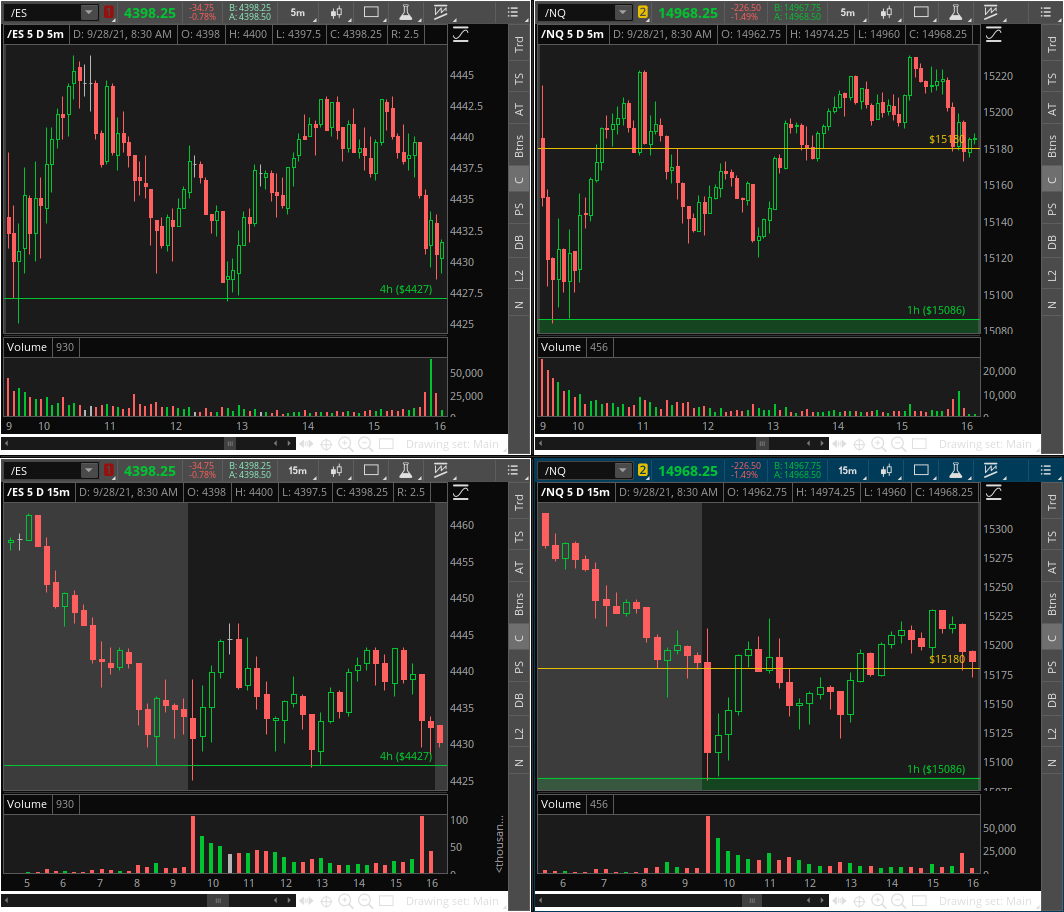 /ES 1 4398.25 -34.75 -0.78% B: 4398.25 A: 4398.50 5m
/ES 5 D 5m D: 9/28/21, 8:30 AM O: 4398 H: 4400 L: 4397.5 C: 4398.25 R: 2.5
4445
4442.5
4440
4437.5
4435
4432.5
4430
4h ($4427)
4427.5
4425
Volume 930
50,000
25,000
0
9 10 11 12 13 14 15 16
Drawing set: Main
Trd
TS
AT
Btns
C
PS
DB
L2
N
/NQ 2 14968.25 -226.50 -1.49% B: 14967.75 A: 14968.50 5m
/NQ 5 D 5m D: 9/28/21, 8:30 AM O: 14962.75 H: 14974.25 L: 14960 C: 14968.25
15220
15200
$15180
15180
15160
15140
15120
15100
1h ($15086)
15080
Volume 456
20,000
10,000
0
9 10 11 12 13 14 15 16
Drawing set: Main
Trd
TS
AT
Btns
C
PS
DB
L2
N
/ES 1 4398.25 -34.75 -0.78% B: 4398.25 A: 4398.50 15m
/ES 5 D 15m D: 9/28/21, 8:30 AM O: 4398 H: 4400 L: 4397.5 C: 4398.25 R: 2.5
4460
4455
4450
4445
4440
4435
4430
4h ($4427)
4425
Volume 930
100
50
0
<thousan...
5 6 7 8 9 10 11 12 13 14 15 16
Drawing set: Main
Trd
TS
AT
Btns
C
PS
DB
L2
N
/NQ 2 14968.25 -226.50 -1.49% B: 14967.75 A: 14968.50 15m
/NQ 5 D 15m D: 9/28/21, 8:30 AM O: 14962.75 H: 14974.25 L: 14960 C: 14968.25
15300
15275
15250
15225
15200
$15180
15175
15150
15125
15100
1h ($15086)
15075
Volume 456
50,000
25,000
0
6 7 8 9 10 11 12 13 14 15 16
Drawing set: Main
Trd
TS
AT
Btns
C
PS
DB
L2
N